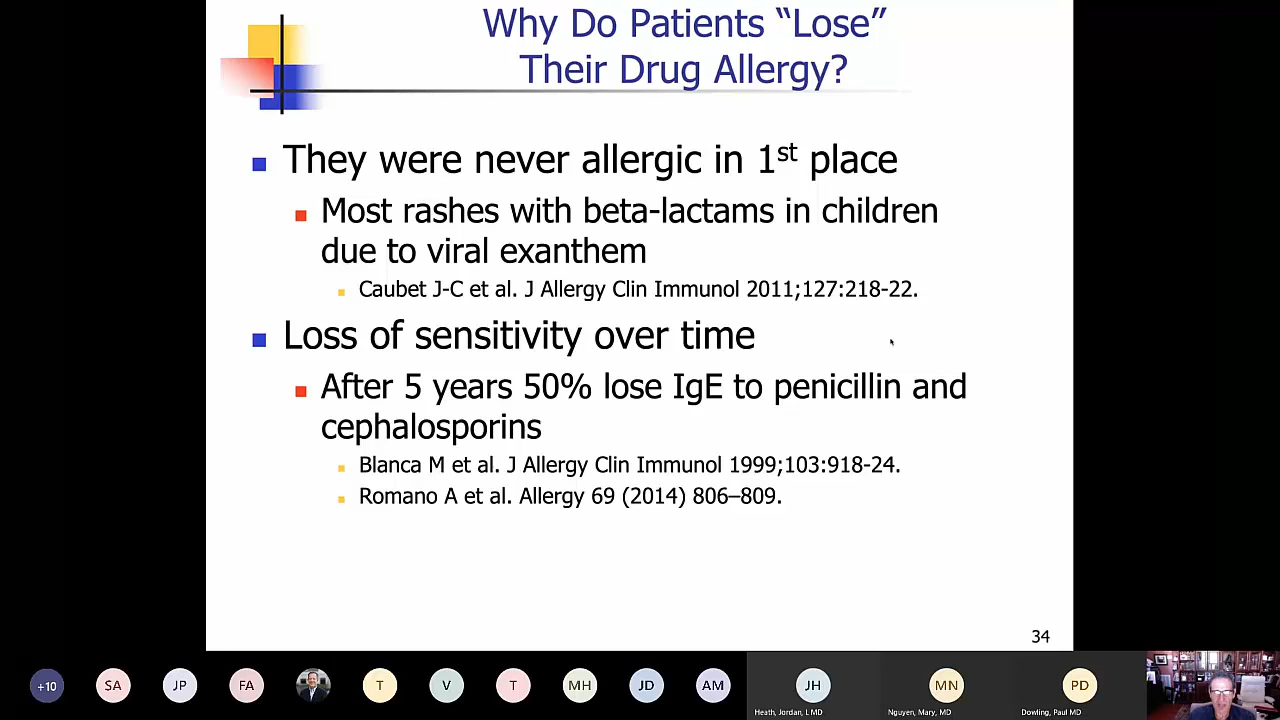 Why Do Patients “Lose”
Their Drug Allergy?
They were never allergic in 1st place
Most rashes with beta-lactams in children
due to viral exanthem
Caubet J-C et al. J Allergy Clin Immunol 2011;127:218-22.
Loss of sensitivity over time
After 5 years 50% lose IgE to penicillin and
cephalosporins
Blanca M et al. J Allergy Clin Immunol 1999;103:918-24.
Romano A et al. Allergy 69 (2014) 806–809.
34
+10 SA JP FA T V T MH JD AM JH MN PD
Heath, Jordan, L MD Nguyen, Mary, MD Dowling, Paul MD